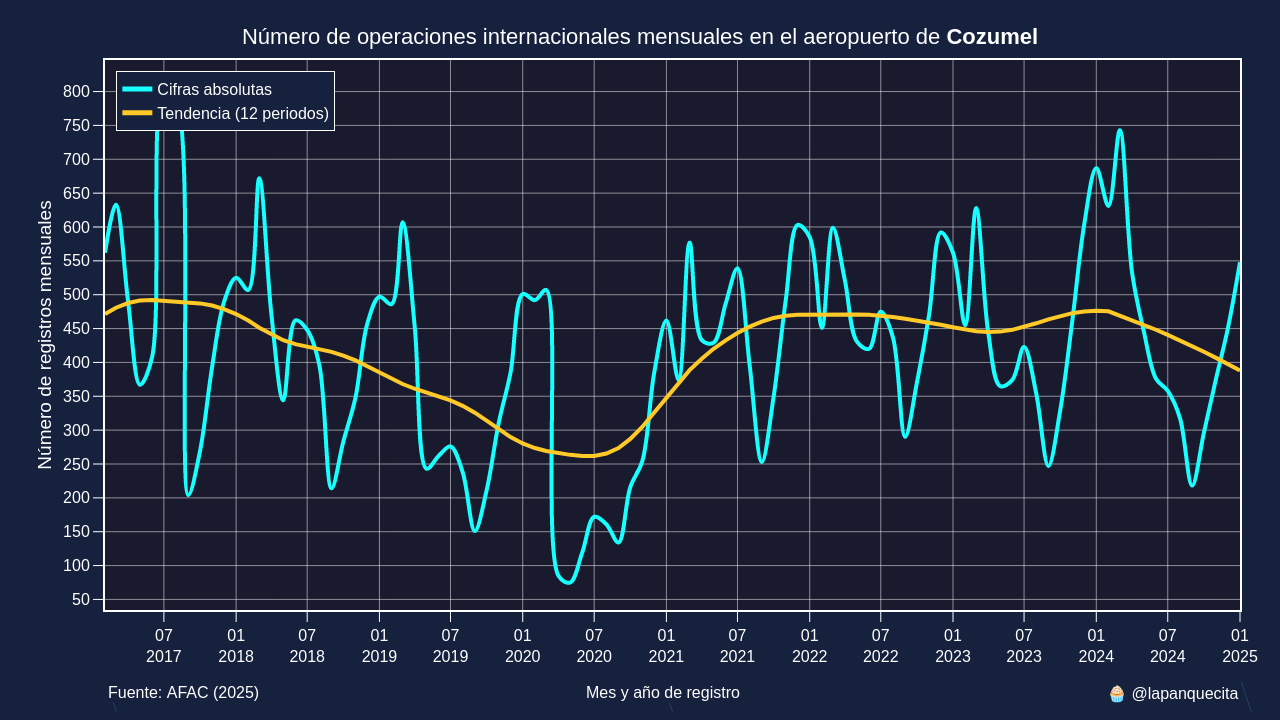 Número de operaciones internacionales mensuales en el aeropuerto de Cozumel
Cifras absolutas
Tendencia (12 periodos)
Número de registros mensuales
800
750
700
650
600
550
500
450
400
350
300
250
200
150
100
50
07 01 07 01 07 01 07 01 07 01 07 01 07 01 07 01
2017 2018 2018 2019 2019 2020 2020 2021 2021 2022 2022 2023 2023 2024 2024 2025
Fuente: AFAC (2025)
Mes y año de registro
🧁 @lapanquecita